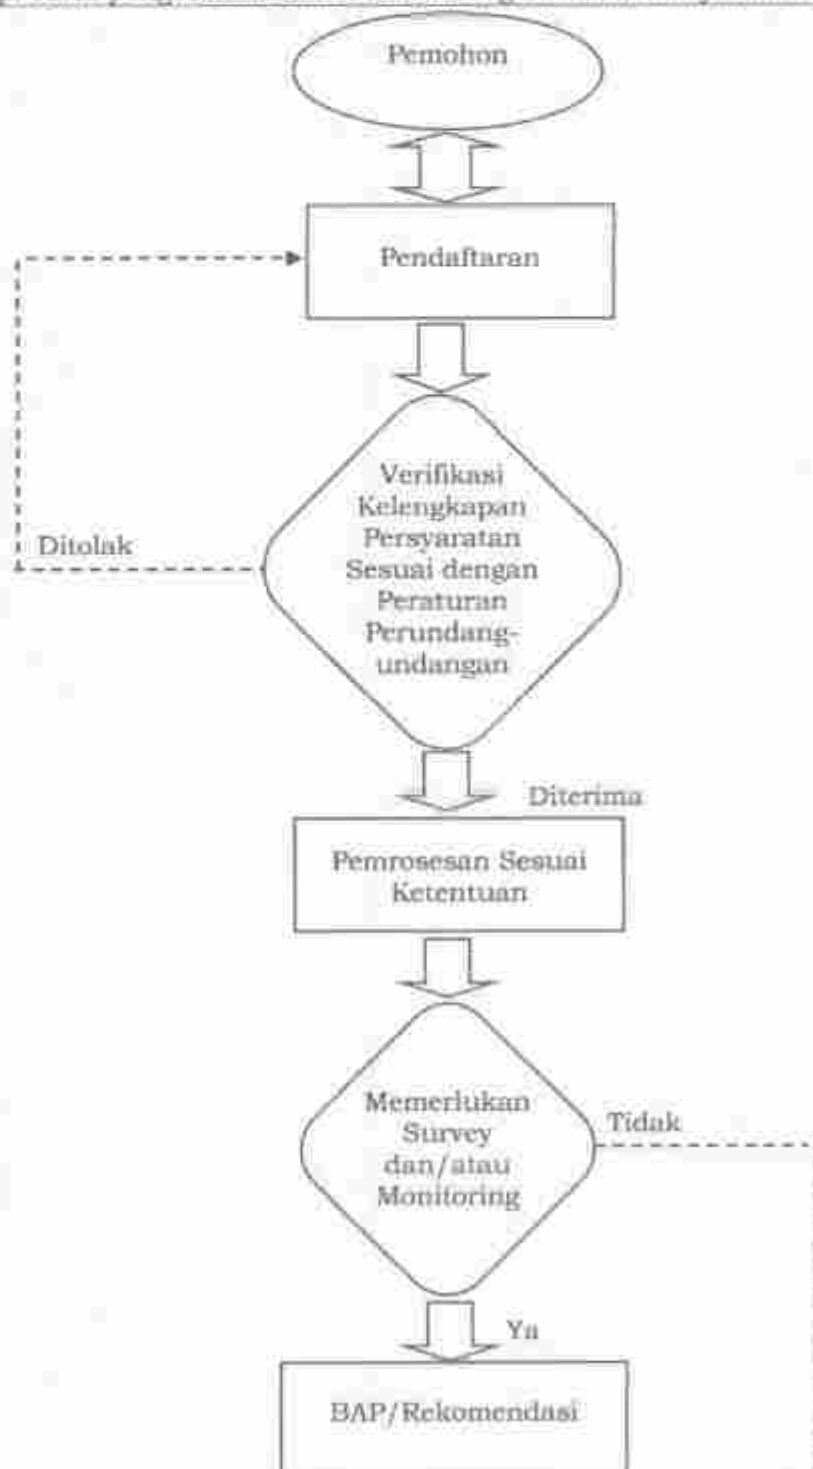 Pemohon
Pendaftaran
Verifikasi
Kelengkapan
Persyaratan
Sesuai dengan
Peraturan
Perundang-
undangan
Ditolak
Diterima
Pemrosesan Sesuai
Ketentuan
Memerlukan
Survey
dan/atau
Monitoring
Tidak
Ya
BAP/Rekomendasi